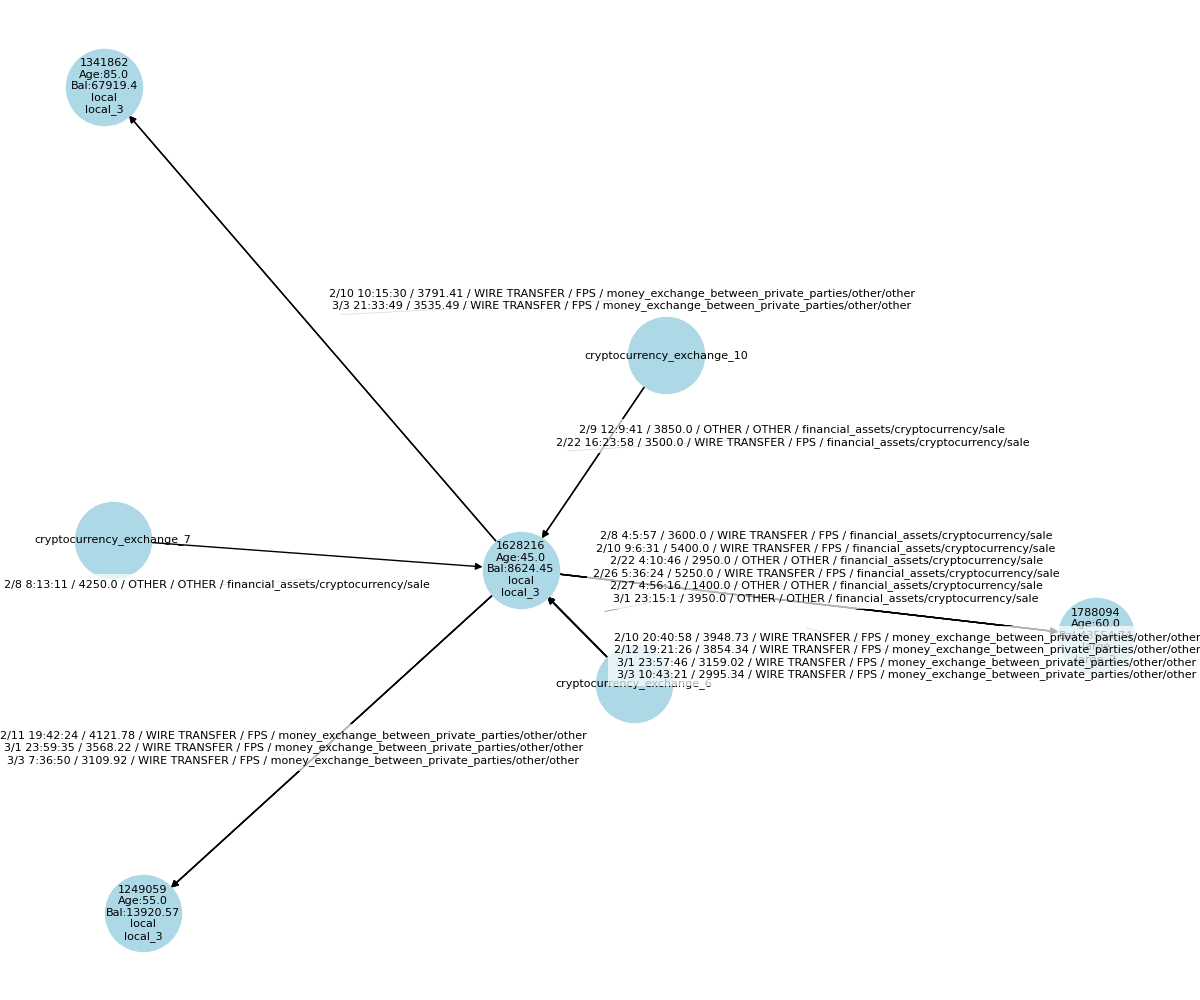 1341862
Age:85.0
Bal:67919.4
local
local_3
2/10 10:15:30 / 3791.41 / WIRE TRANSFER / FPS / money_exchange_between_private_parties/other/other
3/3 21:33:49 / 3535.49 / WIRE TRANSFER / FPS / money_exchange_between_private_parties/other/other
cryptocurrency_exchange_10
2/9 12:9:41 / 3850.0 / OTHER / OTHER / financial_assets/cryptocurrency/sale
2/22 16:23:58 / 3500.0 / WIRE TRANSFER / FPS / financial_assets/cryptocurrency/sale
cryptocurrency_exchange_7
2/8 8:13:11 / 4250.0 / OTHER / OTHER / financial_assets/cryptocurrency/sale
1628216
Age:45.0
Bal:8624.45
local
local_3
2/8 4:5:57 / 3600.0 / WIRE TRANSFER / FPS / financial_assets/cryptocurrency/sale
2/10 9:6:31 / 5400.0 / WIRE TRANSFER / FPS / financial_assets/cryptocurrency/sale
2/22 4:10:46 / 2950.0 / OTHER / OTHER / financial_assets/cryptocurrency/sale
2/26 5:36:24 / 5250.0 / WIRE TRANSFER / FPS / financial_assets/cryptocurrency/sale
2/27 4:56:16 / 1400.0 / OTHER / OTHER / financial_assets/cryptocurrency/sale
3/1 23:15:1 / 3950.0 / OTHER / OTHER / financial_assets/cryptocurrency/sale
1788094
Age:60.0
2/10 20:40:58 / 3948.73 / WIRE TRANSFER / FPS / money_exchange_between_private_parties/other/other
2/12 19:21:26 / 3854.34 / WIRE TRANSFER / FPS / money_exchange_between_private_parties/other/other
3/1 23:57:46 / 3159.02 / WIRE TRANSFER / FPS / money_exchange_between_private_parties/other/other
3/3 10:43:21 / 2995.34 / WIRE TRANSFER / FPS / money_exchange_between_private_parties/other/other
cryptocurrency_exchange_6
2/11 19:42:24 / 4121.78 / WIRE TRANSFER / FPS / money_exchange_between_private_parties/other/other
3/1 23:59:35 / 3568.22 / WIRE TRANSFER / FPS / money_exchange_between_private_parties/other/other
3/3 7:36:50 / 3109.92 / WIRE TRANSFER / FPS / money_exchange_between_private_parties/other/other
1249059
Age:55.0
Bal:13920.57
local
local_3